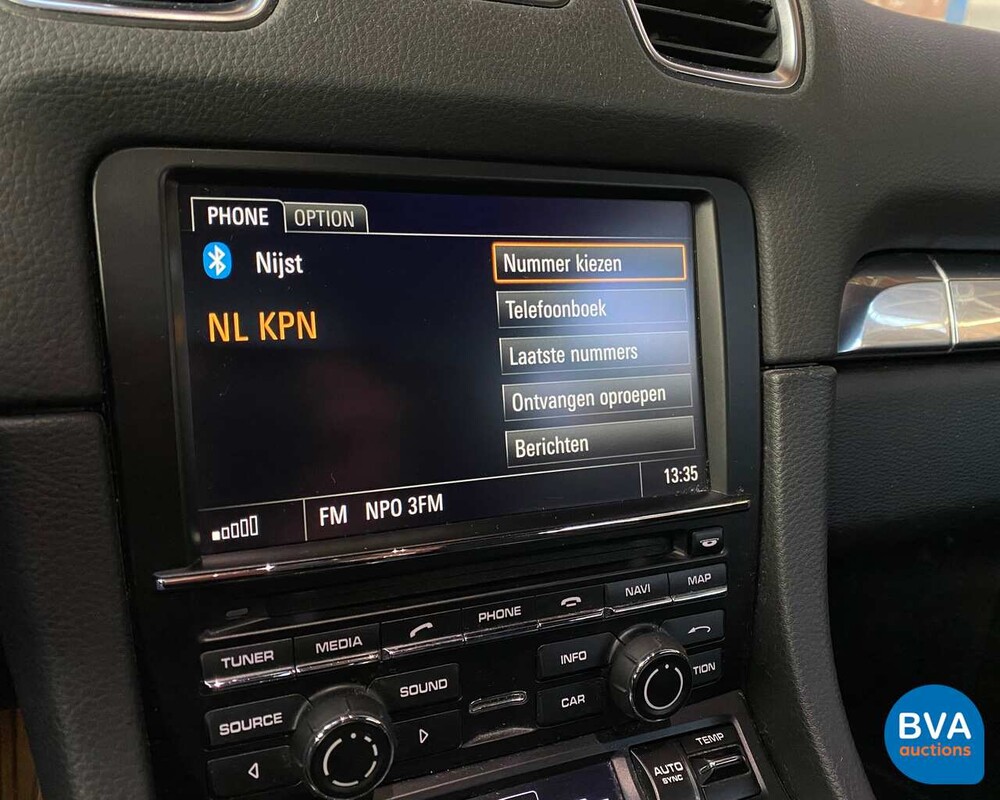 PHONE OPTION
Nijst
NL KPN
Nummer kiezen
Telefoonboek
Laatste nummers
Ontvangen oproepen
Berichten
FM NPO 3FM
13:35
TUNER MEDIA PHONE NAVI MAP
SOURCE SOUND INFO
CAR TION
AUTO
SYNC
TEMP
BVA
auctions